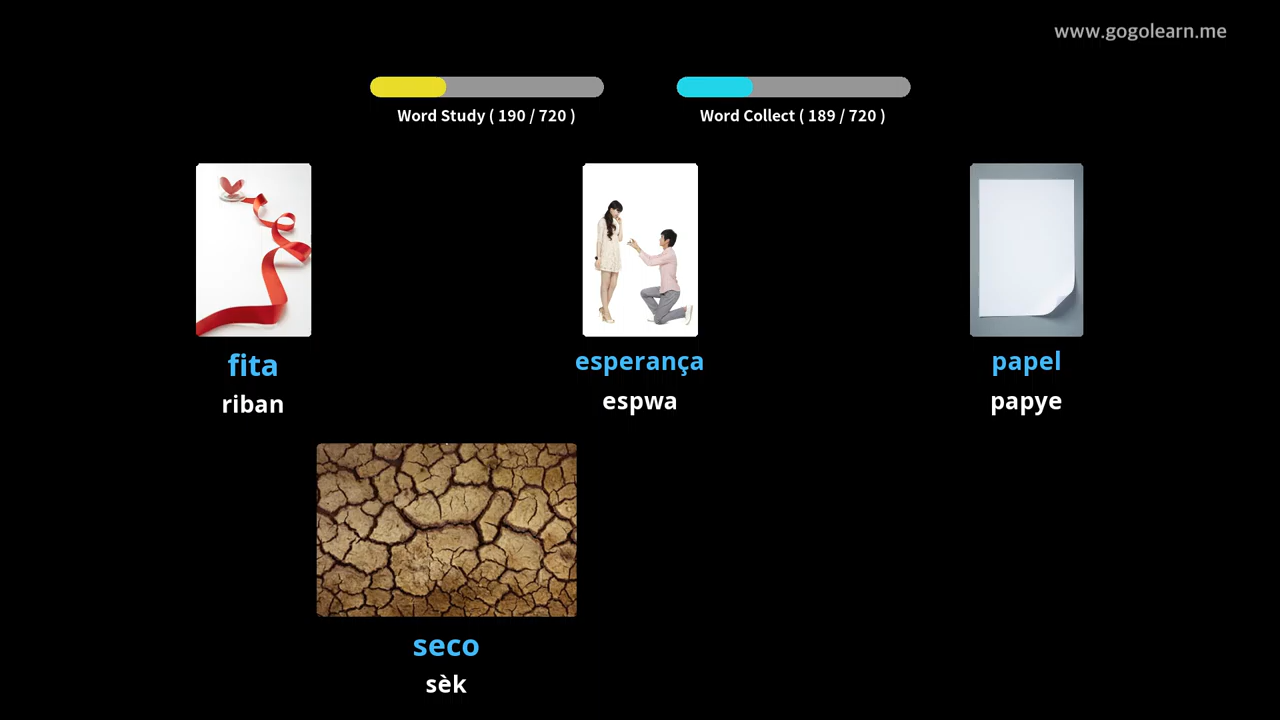 www.gogolearn.me
Word Study ( 190 / 720 )
Word Collect ( 189 / 720 )
fita
riban
esperança
espwa
papel
papye
seco
sèk